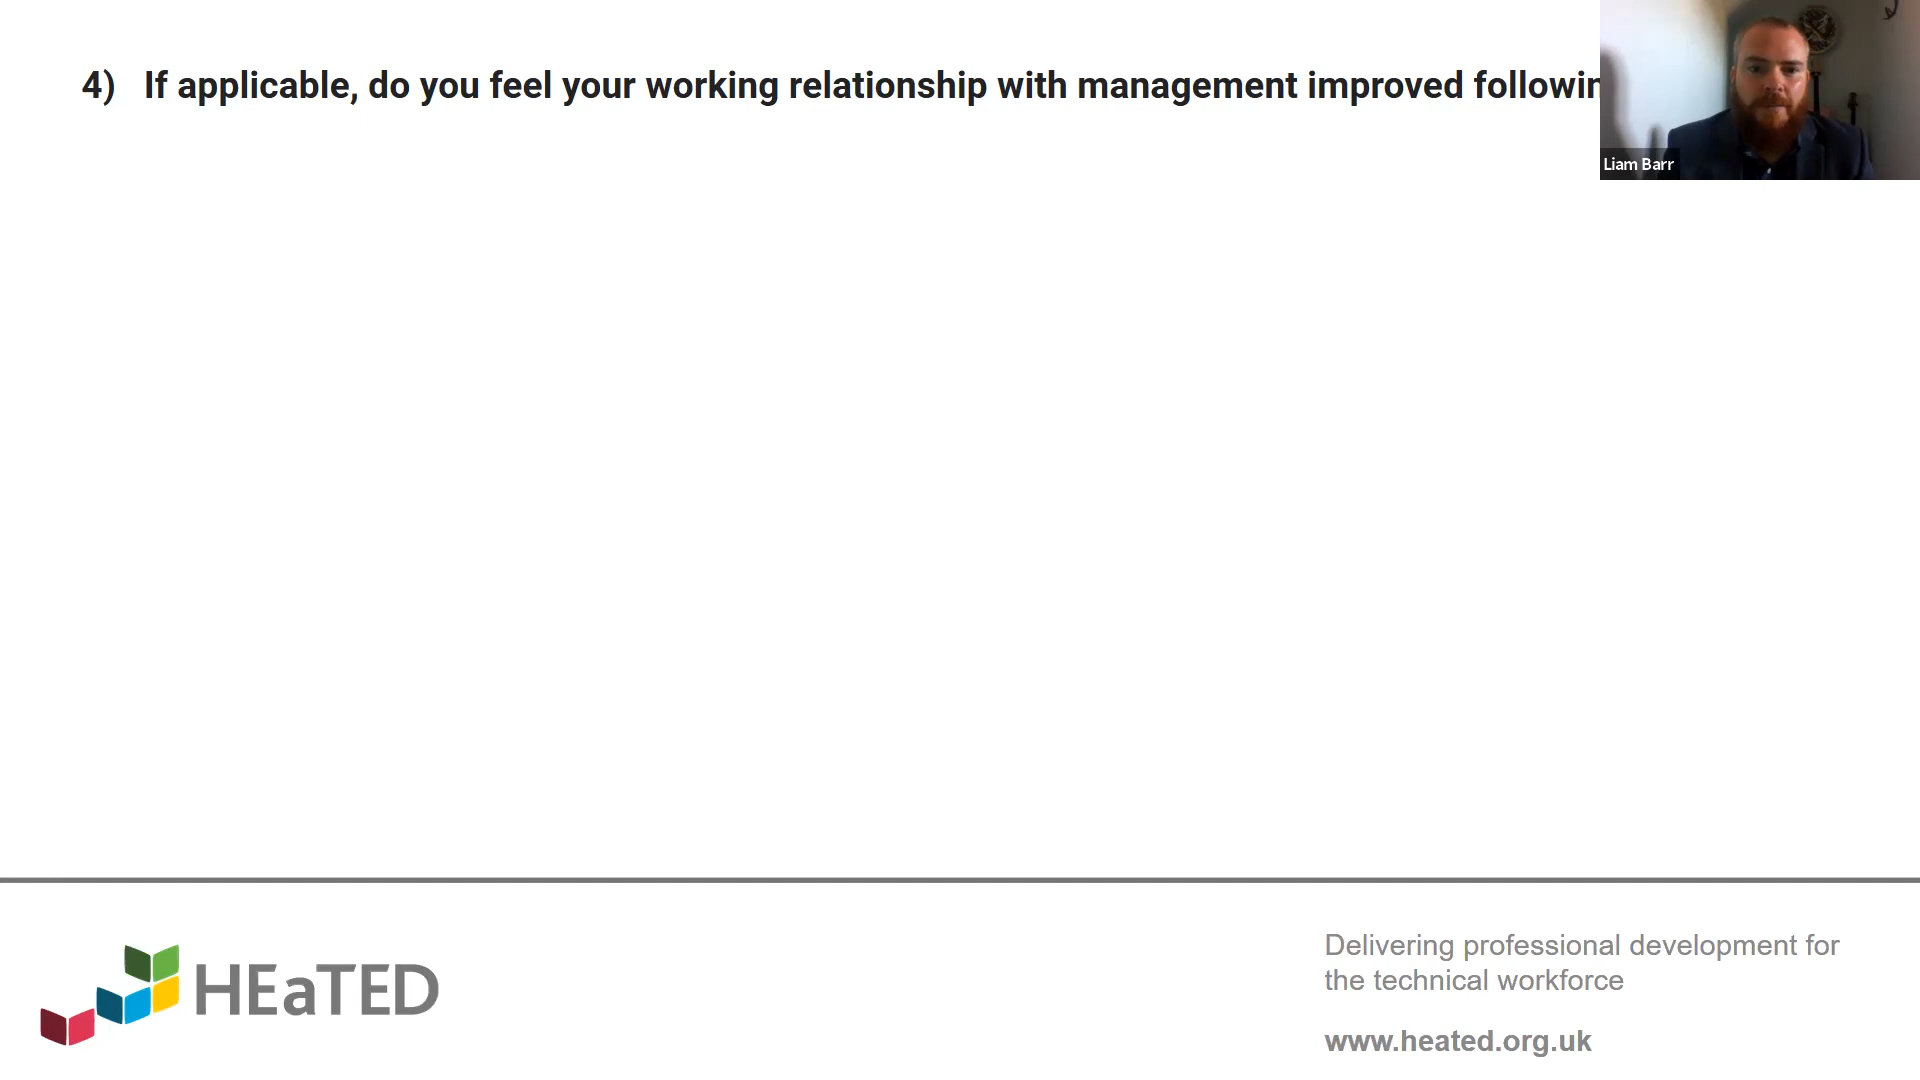 4) If applicable, do you feel your working relationship with management improved followin
Liam Barr
HEaTED
Delivering professional development for
the technical workforce
www.heated.org.uk